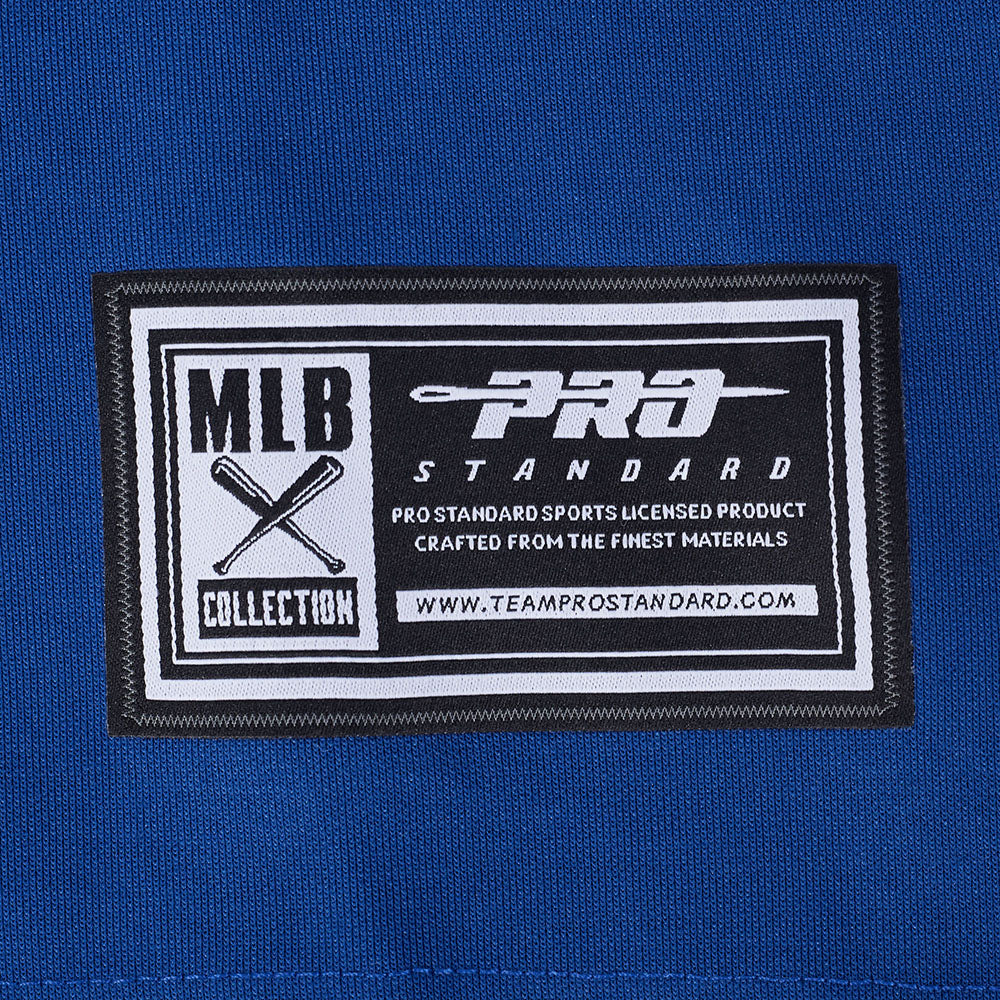 MLB
COLLECTION
PRO
STANDARD
PRO STANDARD SPORTS LICENSED PRODUCT
CRAFTED FROM THE FINEST MATERIALS
WWW.TEAMPROSTANDARD.COM